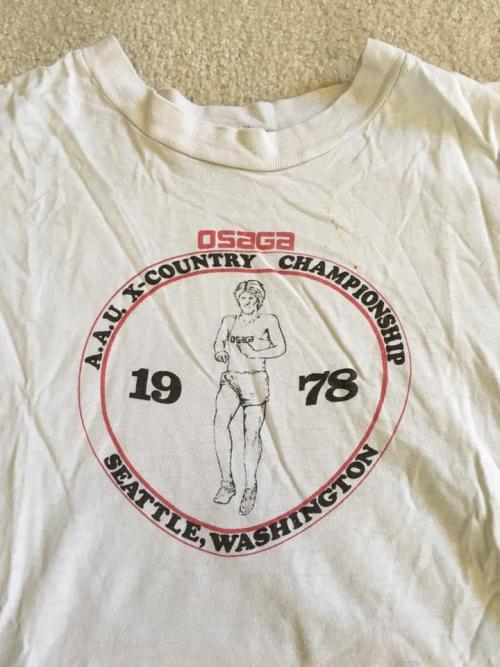 OSAGA
A.A.U. X-COUNTRY CHAMPIONSHIP
OSAGA
19 78
SEATTLE, WASHINGTON